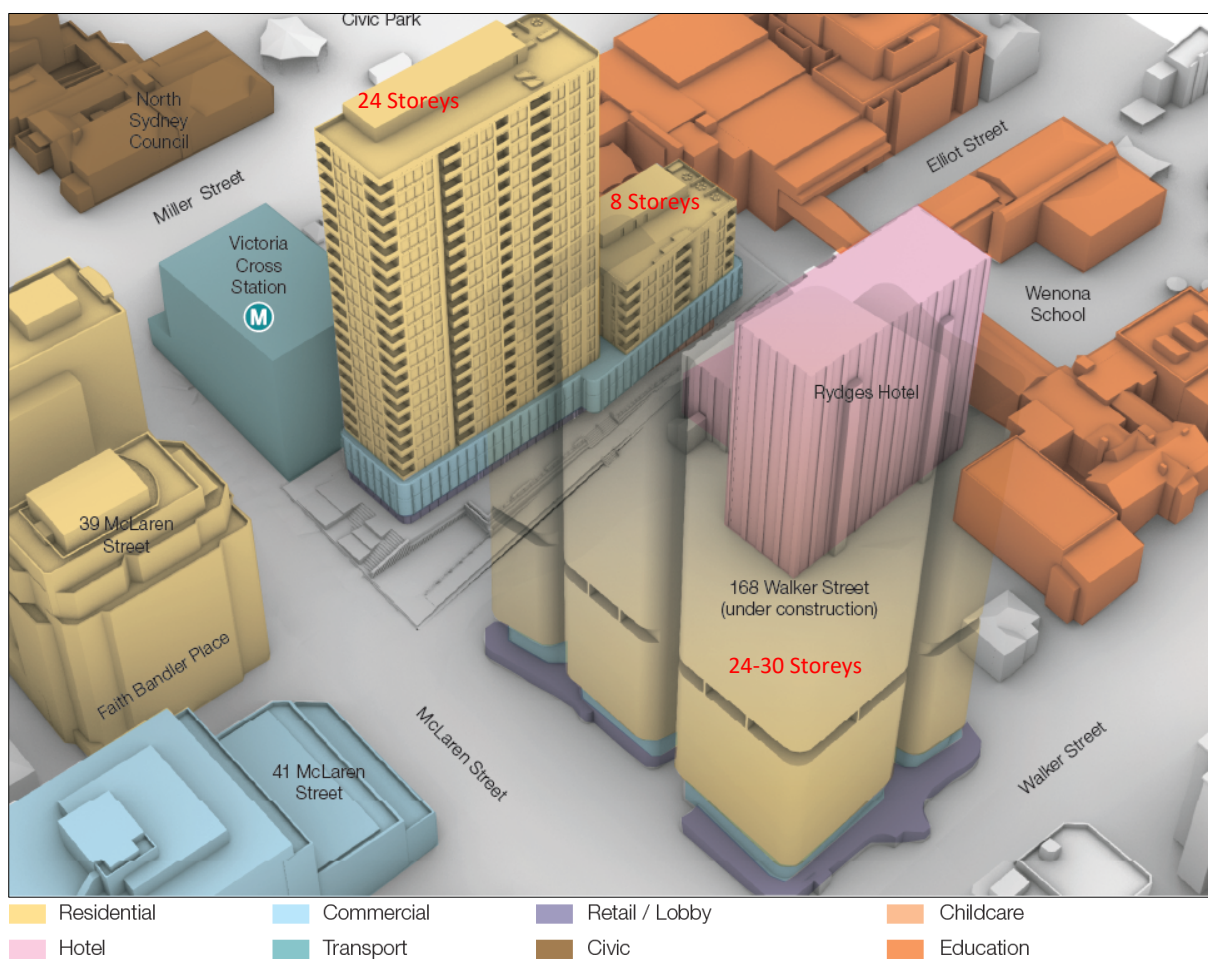 Civic Park
24 Storeys
North
Sydney
Council
Elliot Street
Miller Street
8 Storeys
Victoria
Cross
Station
M
Wenona
School
Rydges Hotel
39 McLaren
Street
168 Walker Street
(under construction)
24-30 Storeys
Faith Bandler Place
McLaren Street
41 McLaren
Street
Walker Street
Residential
Commercial
Retail / Lobby
Childcare
Hotel
Transport
Civic
Education